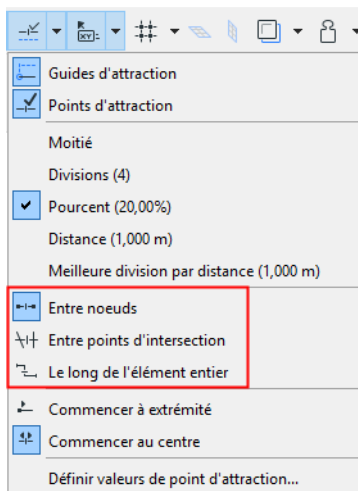 XY:
Guides d'attraction
Points d'attraction
Moitié
Divisions (4)
Pourcent (20,00%)
Distance (1,000 m)
Meilleure division par distance (1,000 m)
Entre noeuds
Entre points d'intersection
Le long de l'élément entier
Commencer à extrémité
Commencer au centre
Définir valeurs de point d'attraction...